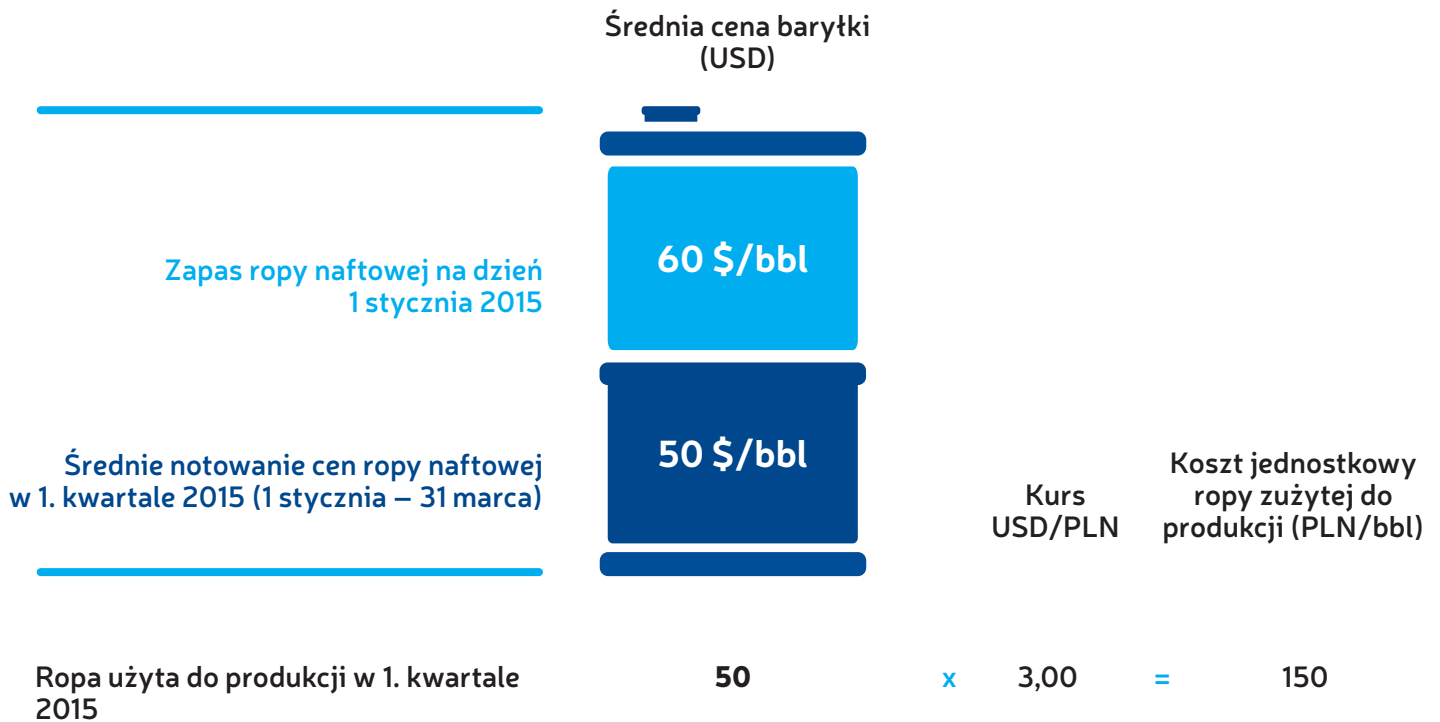 Średnia cena baryłki
(USD)
60 $/bbl
Zapas ropy naftowej na dzień
1 stycznia 2015
50 $/bbl
Średnie notowanie cen ropy naftowej
w 1. kwartale 2015 (1 stycznia – 31 marca)
Kurs
USD/PLN
Koszt jednostkowy
ropy zużytej do
produkcji (PLN/bbl)
Ropa użyta do produkcji w 1. kwartale
2015
50 x 3,00 = 150